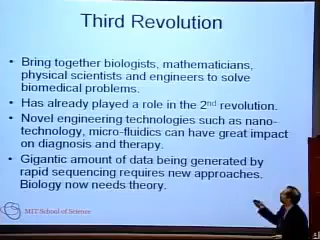 Third Revolution
• Bring together biologists, mathematicians,
physical scientists and engineers to solve
biomedical problems.
• Has already played a role in the 2nd revolution.
• Novel engineering technologies such as nano-
technology, micro-fluidics can have great impact
on diagnosis and therapy.
• Gigantic amount of data being generated by
rapid sequencing requires new approaches.
Biology now needs theory.
MIT School of Science